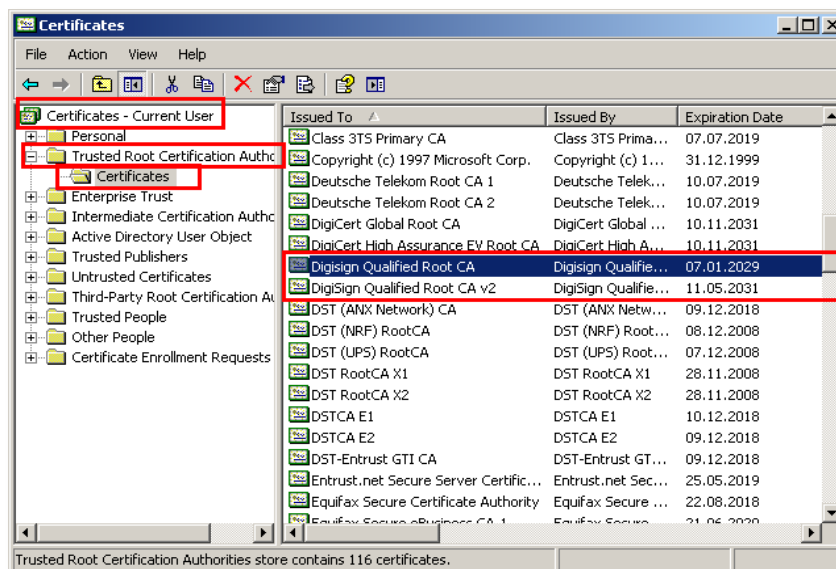 Certificates
File Action View Help
Certificates - Current User
Personal
Trusted Root Certification Autho
Certificates
Enterprise Trust
Intermediate Certification Autho
Active Directory User Object
Trusted Publishers
Untrusted Certificates
Third-Party Root Certification Au
Trusted People
Other People
Certificate Enrollment Requests
Issued To Issued By Expiration Date
Class 3TS Primary CA Class 3TS Prima... 07.07.2019
Copyright (c) 1997 Microsoft Corp. Copyright (c) 1... 31.12.1999
Deutsche Telekom Root CA 1 Deutsche Telek... 10.07.2019
Deutsche Telekom Root CA 2 Deutsche Telek... 10.07.2019
DigiCert Global Root CA DigiCert Global ... 10.11.2031
DigiCert High Assurance EV Root CA DigiCert High A... 10.11.2031
Digisign Qualified Root CA Digisign Qualifie... 07.01.2029
DigiSign Qualified Root CA v2 DigiSign Qualifie... 11.05.2031
DST (ANX Network) CA DST (ANX Netw... 09.12.2018
DST (NRF) RootCA DST (NRF) Root... 08.12.2008
DST (UPS) RootCA DST (UPS) Root... 07.12.2008
DST RootCA X1 DST RootCA X1 28.11.2008
DST RootCA X2 DST RootCA X2 28.11.2008
DSTCA E1 DSTCA E1 10.12.2018
DSTCA E2 DSTCA E2 09.12.2018
DST-Entrust GTI CA DST-Entrust GT... 09.12.2018
Entrust.net Secure Server Certific... Entrust.net Sec... 25.05.2019
Equifax Secure Certificate Authority Equifax Secure ... 22.08.2018
Equifax Secure eBusiness CA-1 Equifax Secure 21.06.2020
Trusted Root Certification Authorities store contains 116 certificates.